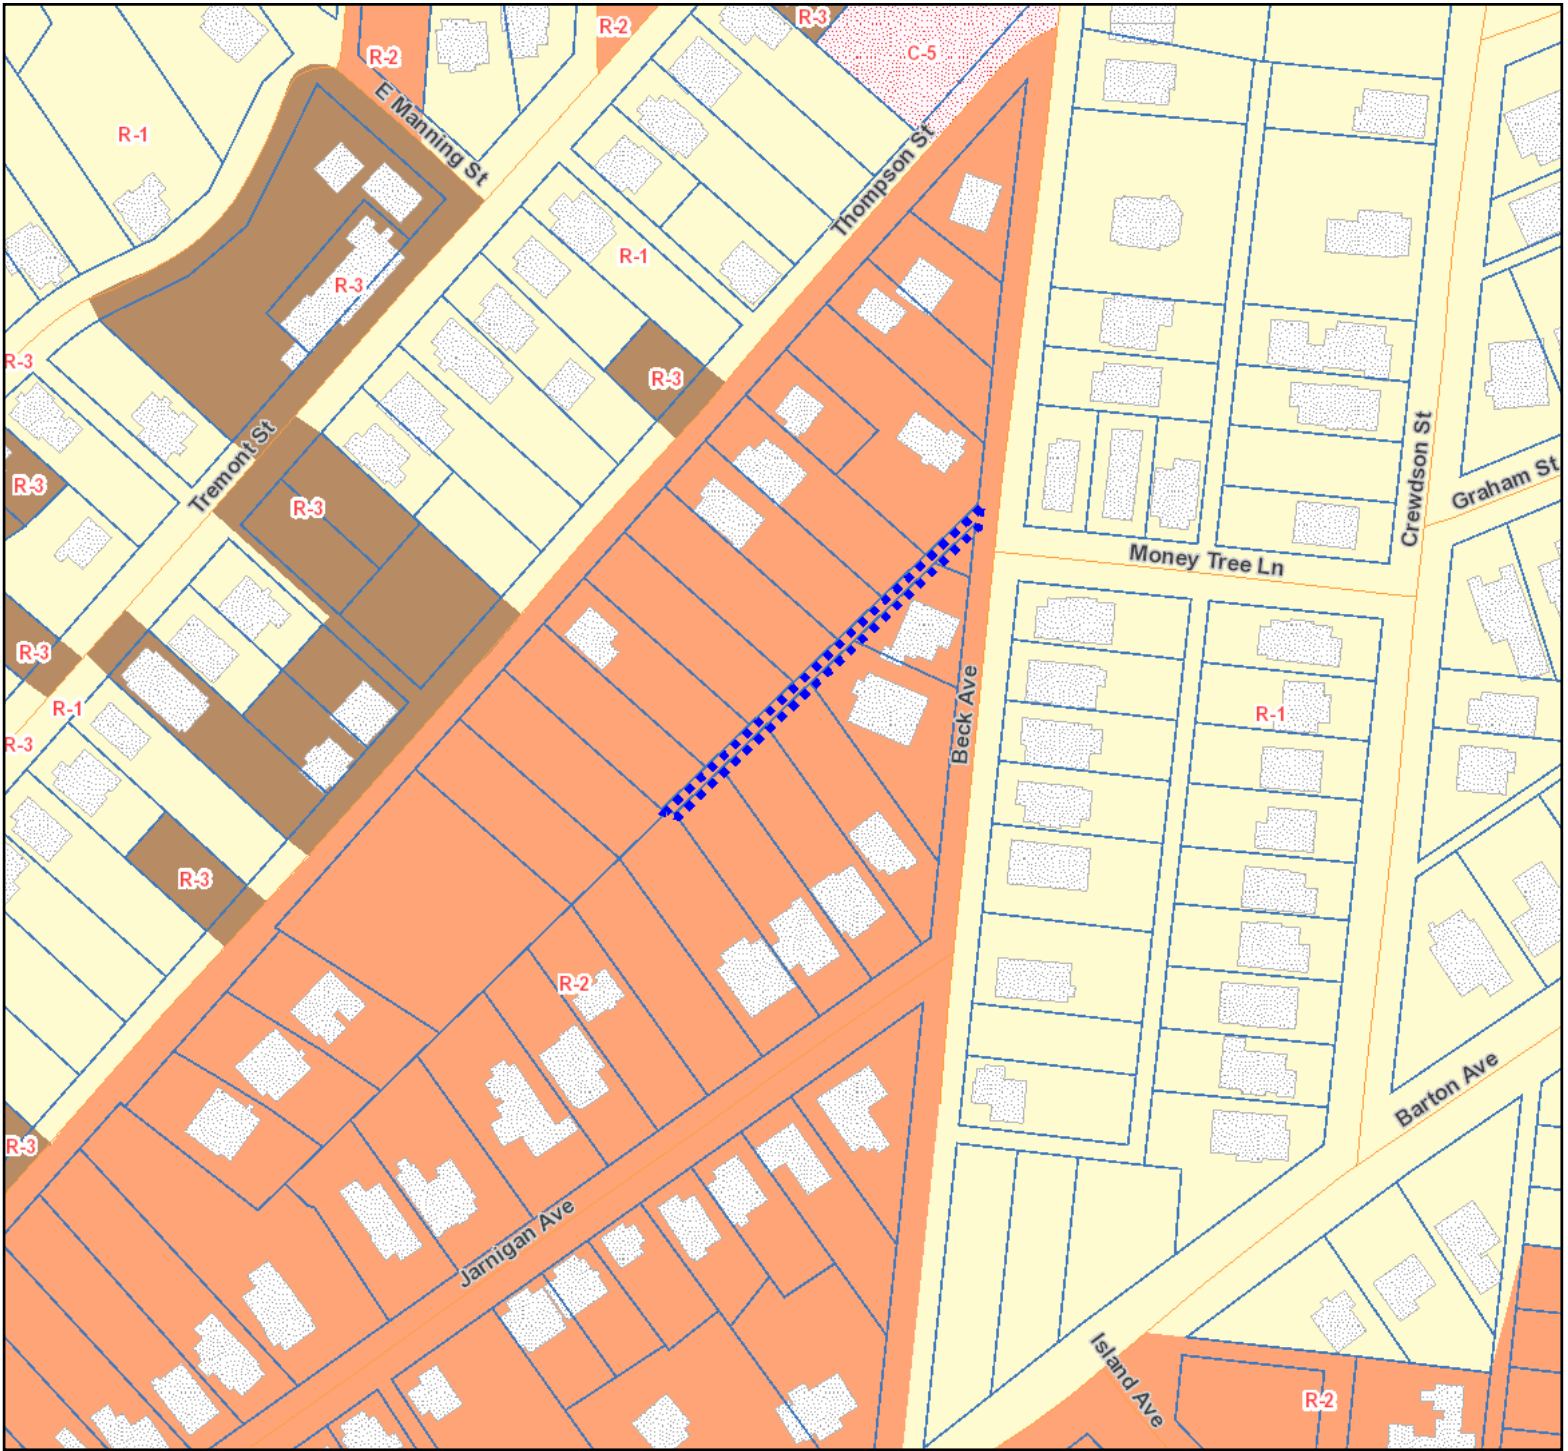 R-3
R-2
R-2
C-5
E Manning St
R-1
Thompson St
R-1
R-3
R-3
R-3
Tremont St
Crewdson St
Graham St
R-3
R-3
Money Tree Ln
R-3
R-1
Beck Ave
R-1
R-3
R-3
R-2
Barton Ave
R-3
Jarnigan Ave
Island Ave
R-2